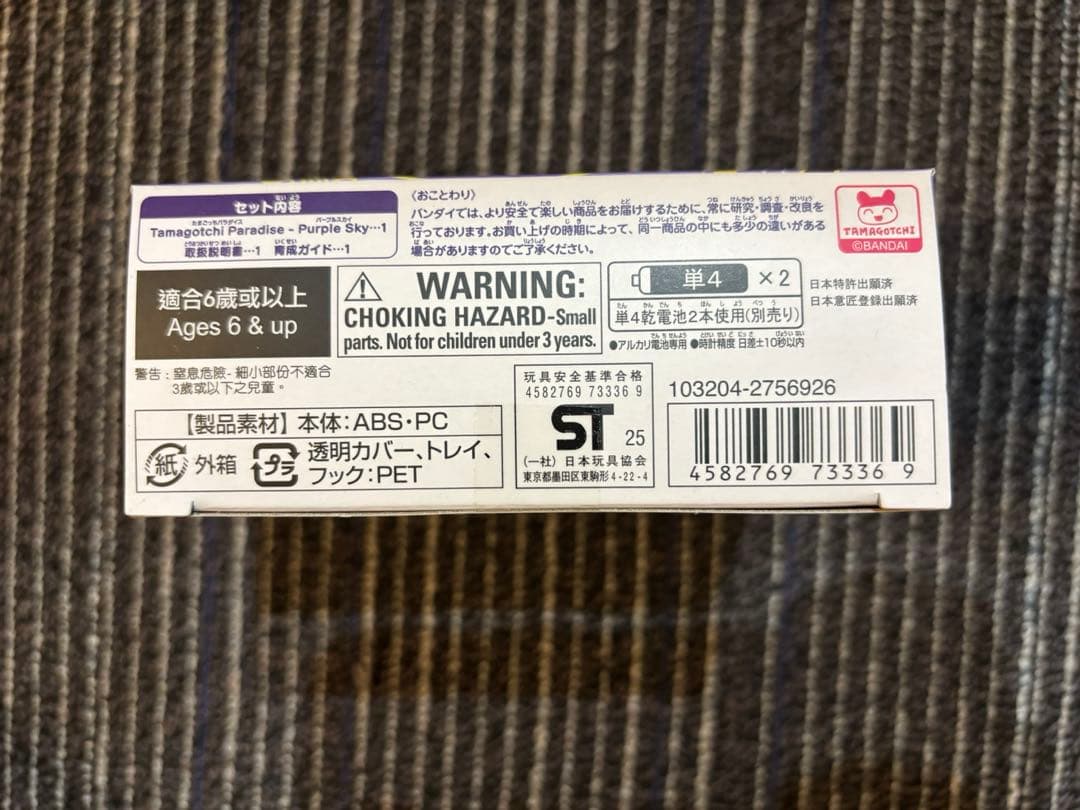 セット内容
Tamagotchi Paradise - Purple Sky…1
取扱説明書…1 育成ガイド…1
〈おことわり〉
バンダイでは、より安全で楽しい商品をお届けするために、常に研究・調査・改良を
行っております。お買い上げの時期によって、同一商品の中にも多少の違いがある
場合がありますのでご了承ください。
TAMAGOTCHI
©BANDAI
適合6歲或以上
Ages 6 & up
WARNING:
CHOKING HAZARD-Small
parts. Not for children under 3 years.
単4 ×2
単4乾電池2本使用(別売り)
●アルカリ電池専用 ●時計精度 日差±10秒以内
日本特許出願済
日本意匠登録出願済
警告：窒息危險- 細小部份不適合
3歲或以下之兒童。
【製品素材】本体：ABS・PC
紙 外箱 プラ 透明カバー、トレイ、
フック：PET
玩具安全基準合格
4582769 73336 9
ST 25
(一社) 日本玩具協会
東京都墨田区東駒形4-22-4
103204-2756926
4582769 73336 9